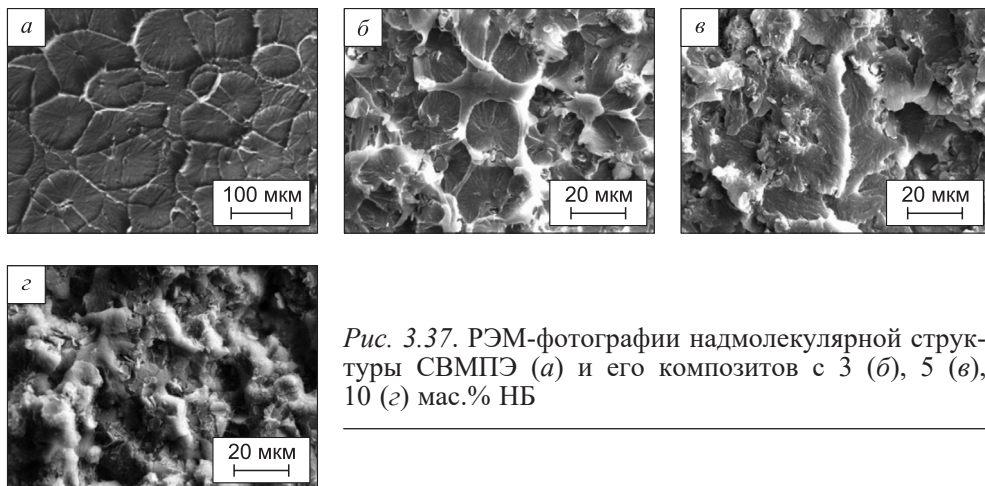 а
б
в
100 мкм
20 мкм
20 мкм
г
20 мкм
Рис. 3.37. РЭМ-фотографии надмолекулярной струк-
туры СВМПЭ (а) и его композитов с 3 (б), 5 (в),
10 (г) мас.% НБ